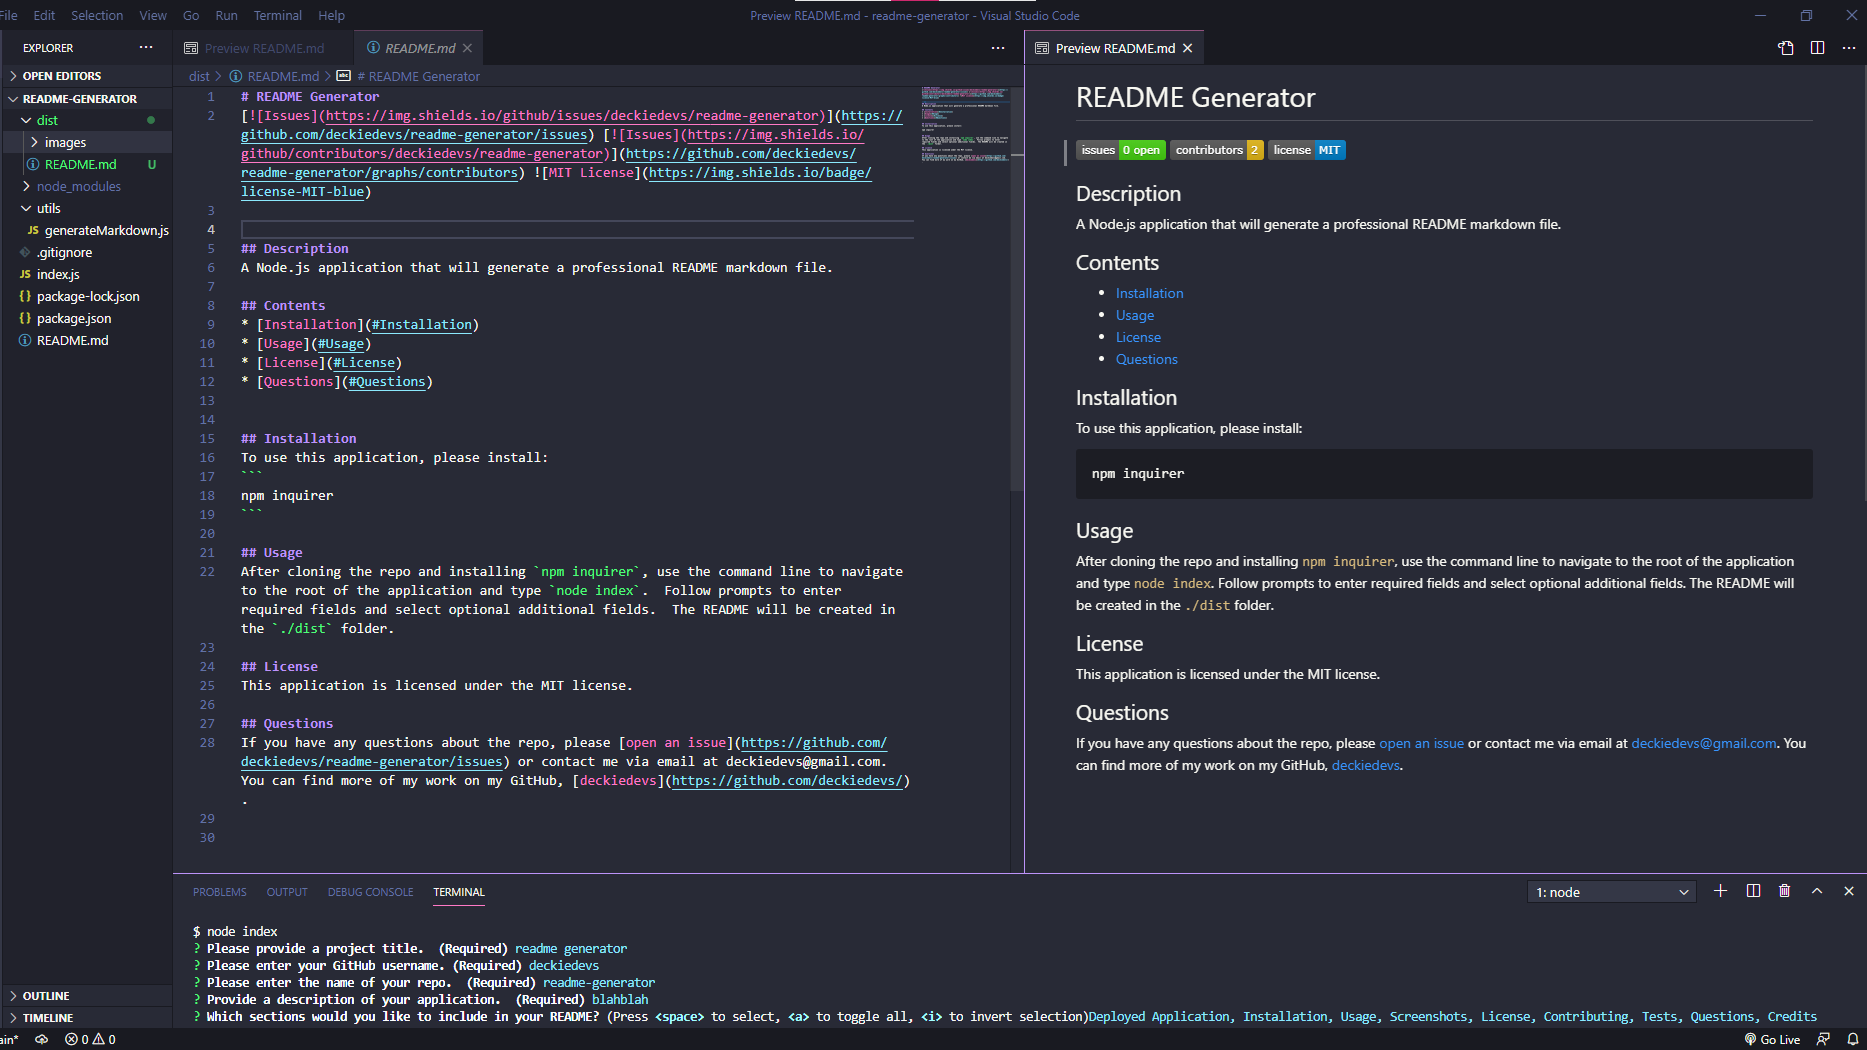 File Edit Selection View Go Run Terminal Help
Preview README.md - readme-generator - Visual Studio Code
EXPLORER ···
OPEN EDITORS
README-GENERATOR
dist
images
README.md U
node_modules
utils
JS generateMarkdown.js
.gitignore
JS index.js
{} package-lock.json
{} package.json
README.md
OUTLINE
TIMELINE
Preview README.md
README.md
dist > README.md > abc # README Generator
1 # README Generator
2 [![Issues](https://img.shields.io/github/issues/deckiedevs/readme-generator)](https://
github.com/deckiedevs/readme-generator/issues) [![Issues](https://img.shields.io/
github/contributors/deckiedevs/readme-generator)](https://github.com/deckiedevs/
readme-generator/graphs/contributors) ![MIT License](https://img.shields.io/badge/
license-MIT-blue)
3
4
5 ## Description
6 A Node.js application that will generate a professional README markdown file.
7
8 ## Contents
9 * [Installation](#Installation)
10 * [Usage](#Usage)
11 * [License](#License)
12 * [Questions](#Questions)
13
14
15 ## Installation
16 To use this application, please install:
17 ```
18 npm inquirer
19 ```
20
21 ## Usage
22 After cloning the repo and installing `npm inquirer`, use the command line to navigate
to the root of the application and type `node index`.  Follow prompts to enter
required fields and select optional additional fields.  The README will be created in
the `./dist` folder.
23
24 ## License
25 This application is licensed under the MIT license.
26
27 ## Questions
28 If you have any questions about the repo, please [open an issue](https://github.com/
deckiedevs/readme-generator/issues) or contact me via email at deckiedevs@gmail.com.
You can find more of my work on my GitHub, [deckiedevs](https://github.com/deckiedevs/)
.
29
30
Preview README.md
README Generator
issues 0 open contributors 2 license MIT
Description
A Node.js application that will generate a professional README markdown file.
Contents
• Installation
• Usage
• License
• Questions
Installation
To use this application, please install:
npm inquirer
Usage
After cloning the repo and installing npm inquirer, use the command line to navigate to the root of the application
and type node index. Follow prompts to enter required fields and select optional additional fields. The README will
be created in the ./dist folder.
License
This application is licensed under the MIT license.
Questions
If you have any questions about the repo, please open an issue or contact me via email at deckiedevs@gmail.com. You
can find more of my work on my GitHub, deckiedevs.
PROBLEMS OUTPUT DEBUG CONSOLE TERMINAL
1: node
$ node index
? Please provide a project title.  (Required) readme generator
? Please enter your GitHub username. (Required) deckiedevs
? Please enter the name of your repo.  (Required) readme-generator
? Provide a description of your application.  (Required) blahblah
? Which sections would you like to include in your README? (Press <space> to select, <a> to toggle all, <i> to invert selection)Deployed Application, Installation, Usage, Screenshots, License, Contributing, Tests, Questions, Credits
ain* 0 0
Go Live